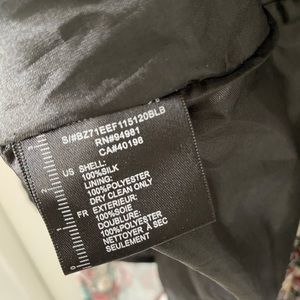 S/#BZ71EEF115120BLB
RN#94981
CA#40198
US SHELL:
100%SILK
LINING:
100%POLYESTER
DRY CLEAN ONLY
FR EXTERIEUR:
100%SOIE
DOUBLURE:
100%POLYESTER
NETTOYER À SEC
SEULEMENT